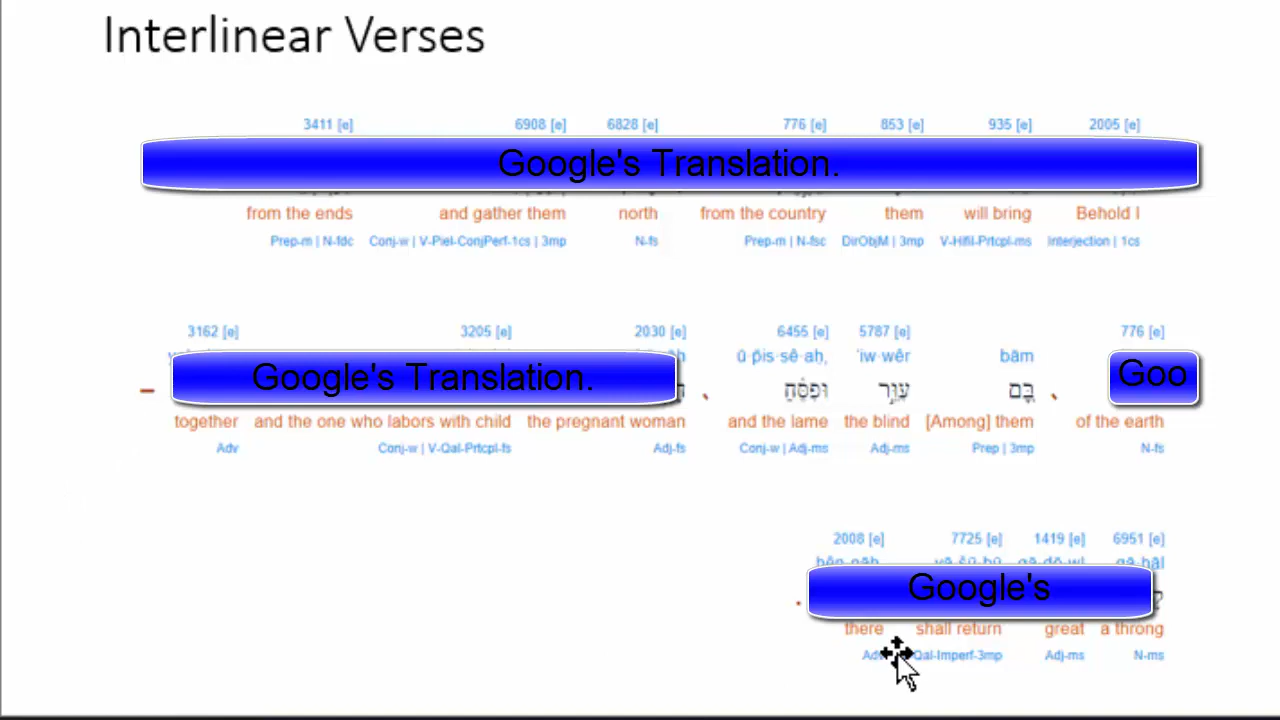 Interlinear Verses
3411 [e] 6908 [e] 6828 [e] 776 [e] 853 [e] 935 [e] 2005 [e]
Google's Translation.
from the ends and gather them north from the country them will bring Behold I
Prep-m | N-fdc Conj-w | V-Piel-ConjPerf-1cs | 3mp N-fs Prep-m | N-fsc DirObjM | 3mp V-Hifil-Prtcpl-ms Interjection | 1cs
3162 [e] 3205 [e] 2030 [e] 6455 [e] 5787 [e] 776 [e]
ū·p̄is·sê·aḥ, ‘iw·wêr bām
Google's Translation. וּפִסֵּ֔חַ עִוֵּ֣ר בָּ֚ם Goo
together and the one who labors with child the pregnant woman and the lame the blind [Among] them of the earth
Adv Conj-w | V-Qal-Prtcpl-fs Adj-fs Conj-w | Adj-ms Adj-ms Prep | 3mp N-fs
2008 [e] 7725 [e] 1419 [e] 6951 [e]
Google's
there shall return great a throng
Qal-Imperf-3mp Adj-ms N-ms